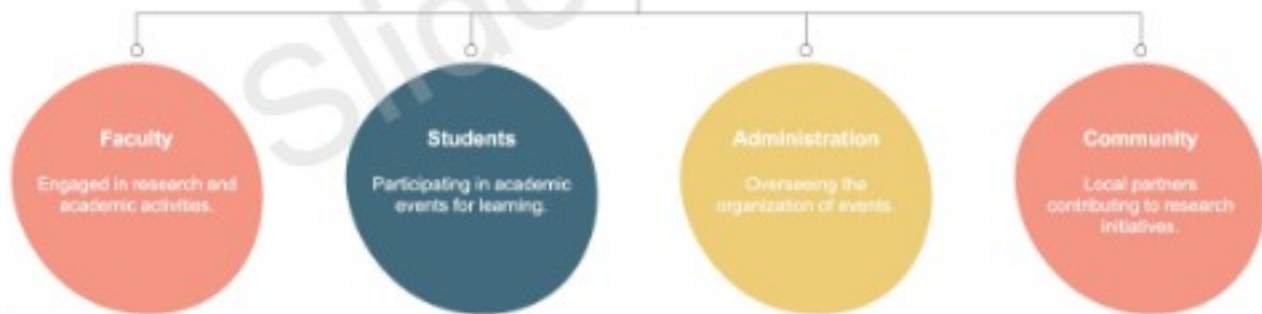 Faculty
Engaged in research and
academic activities.
Students
Participating in academic
events for learning.
Administration
Overseeing the
organization of events.
Community
Local partners
contributing to research
initiatives.